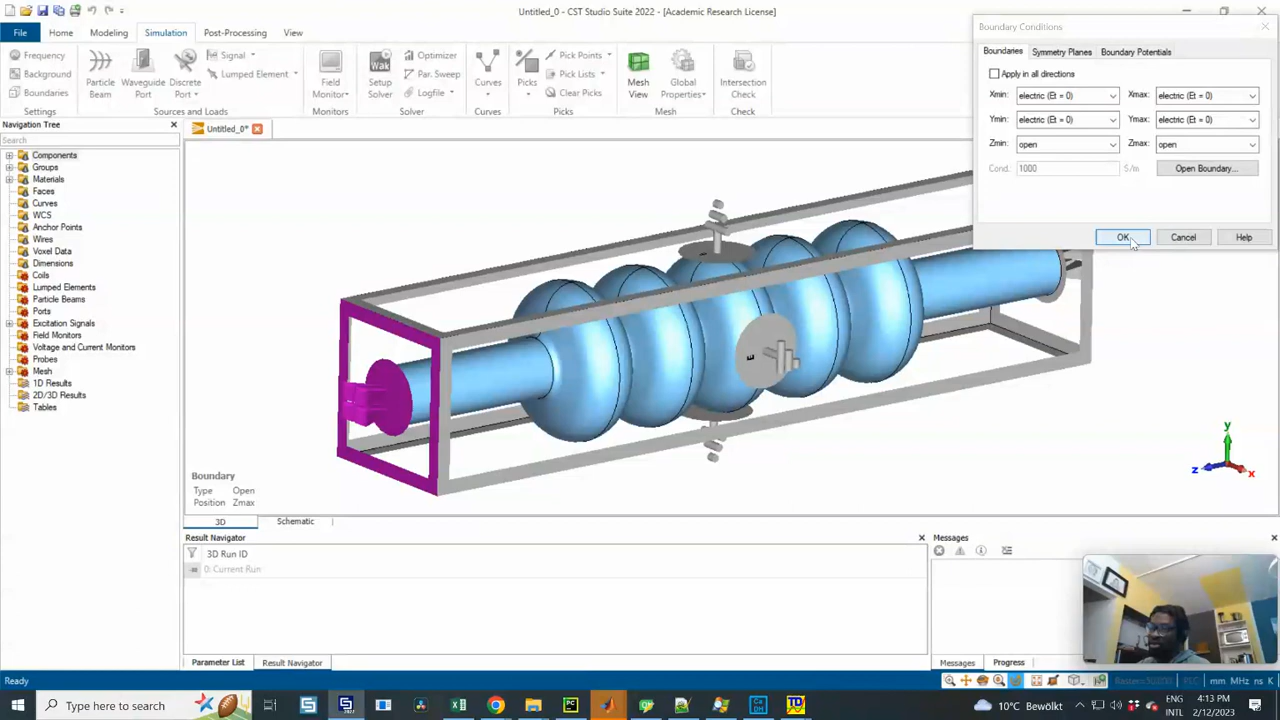 Untitled_0 - CST Studio Suite 2022 - [Academic Research License]
File Home Modeling Simulation Post-Processing View
Frequency
Background
Boundaries
Settings
Particle Beam
Waveguide Port
Discrete Port
Signal
Lumped Element
Sources and Loads
Field Monitor
Setup Solver
Optimizer
Par. Sweep
Logfile
Curves
Curves
Picks
Pick Points
Pick Lists
Clear Picks
Picks
Mesh View
Global Properties
Mesh
Intersection Check
Check
Boundary Conditions
Boundaries Symmetry Planes Boundary Potentials
Apply in all directions
Xmin: electric (Et = 0) Xmax: electric (Et = 0)
Ymin: electric (Et = 0) Ymax: electric (Et = 0)
Zmin: open Zmax: open
Cond. 1000 S/m Open Boundary...
OK Cancel Help
Navigation Tree
Search
Components
Groups
Materials
Faces
Curves
WCS
Anchor Points
Wires
Voxel Data
Dimensions
Coils
Lumped Elements
Particle Beams
Ports
Excitation Signals
Field Monitors
Voltage and Current Monitors
Probes
Mesh
1D Results
2D/3D Results
Tables
Untitled_0*
E
y
z
x
Boundary
Type Open
Position Zmax
3D Schematic
Result Navigator
3D Run ID
0: Current Run
Parameter List Result Navigator
Messages
Messages Progress
Ready
mm MHz ns K
Type here to search
10°C Bewölkt
ENG
INTL
4:13 PM
2/12/2023